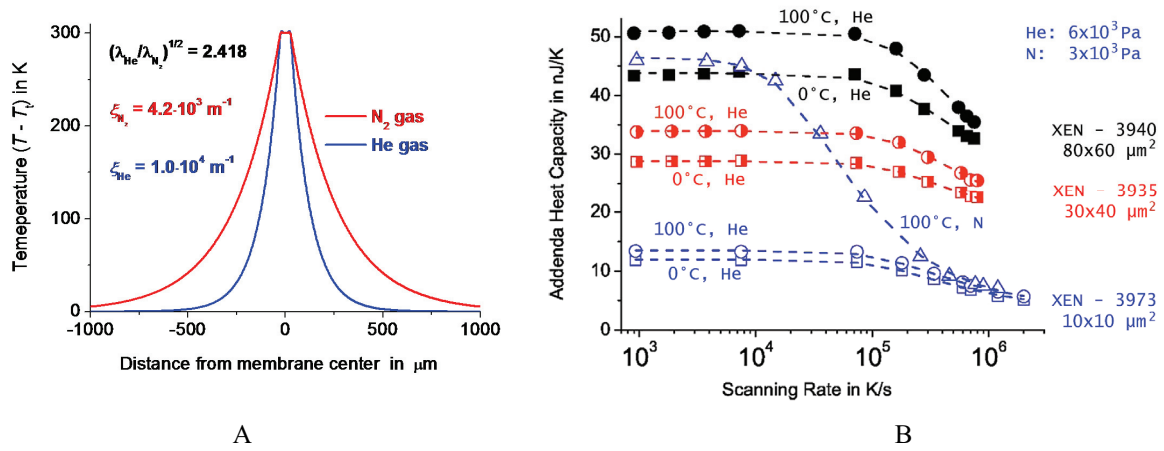 (λHe/λN₂)^1/2 = 2.418
ξN₂ = 4.2·10³ m⁻¹
ξHe = 1.0·10⁴ m⁻¹
N₂ gas
He gas
Temeperature (T - Tt) in K
300
200
100
0
-1000
-500
0
500
1000
Distance from membrane center in μm
A
100°C, He
0°C, He
100°C, He
0°C, He
100°C, N
100°C, He
0°C, He
He: 6x10³Pa
N: 3x10³Pa
XEN - 3940
80x60 μm²
XEN - 3935
30x40 μm²
XEN - 3973
10x10 μm²
Addenda Heat Capacity in nJ/K
50
40
30
20
10
0
10³
10⁴
10⁵
10⁶
Scanning Rate in K/s
B